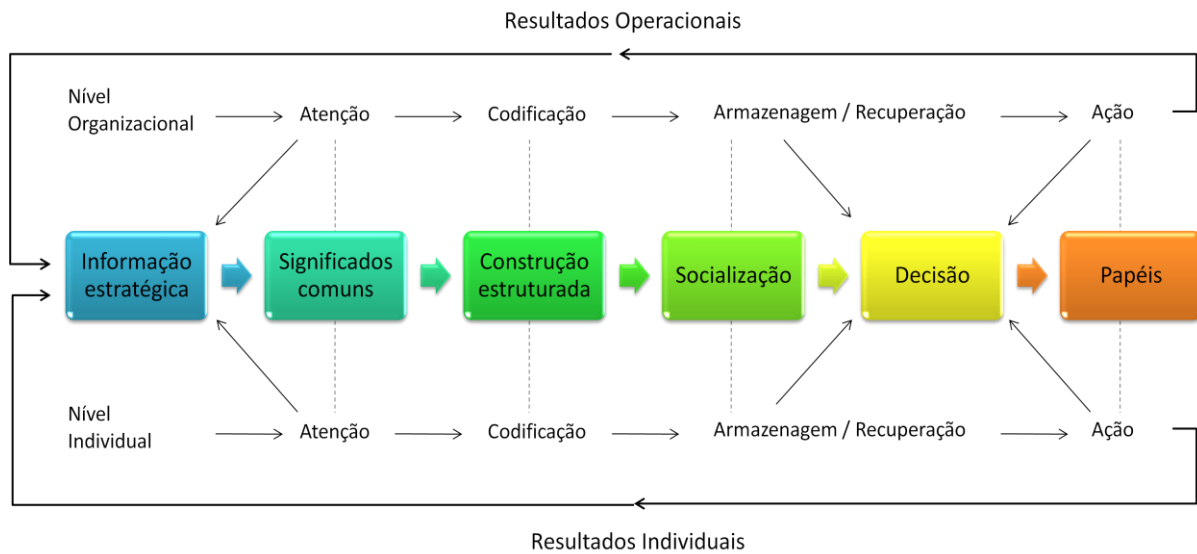 Resultados Operacionais
Nível
Organizacional
Atenção
Codificação
Armazenagem / Recuperação
Ação
Informação
estratégica
Significados
comuns
Construção
estruturada
Socialização
Decisão
Papéis
Nível
Individual
Atenção
Codificação
Armazenagem / Recuperação
Ação
Resultados Individuais